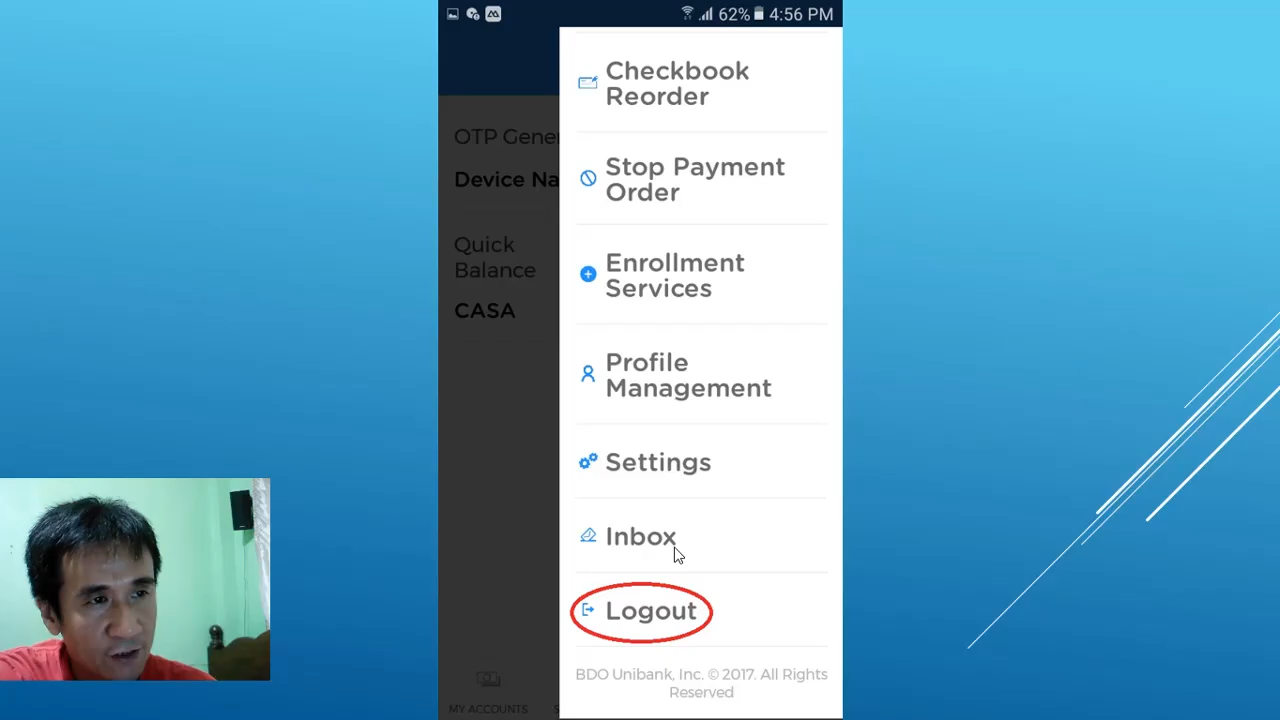 62% 4:56 PM
OTP Gener
Device Na
Quick
Balance
CASA
Checkbook
Reorder
Stop Payment
Order
Enrollment
Services
Profile
Management
Settings
Inbox
Logout
BDO Unibank, Inc. © 2017. All Rights
Reserved
MY ACCOUNTS S